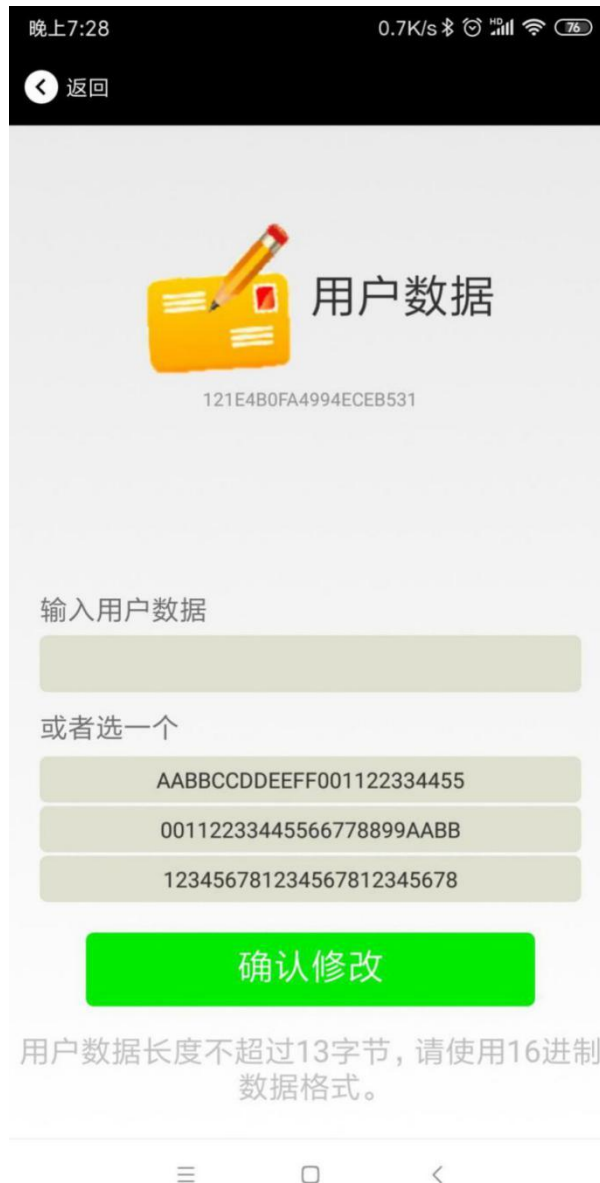 晚上7:28 0.7K/s HD 76
返回
用户数据
121E4B0FA4994ECEB531
输入用户数据
或者选一个
AABBCCDDEEFF001122334455
00112233445566778899AABB
123456781234567812345678
确认修改
用户数据长度不超过13字节，请使用16进制
数据格式。